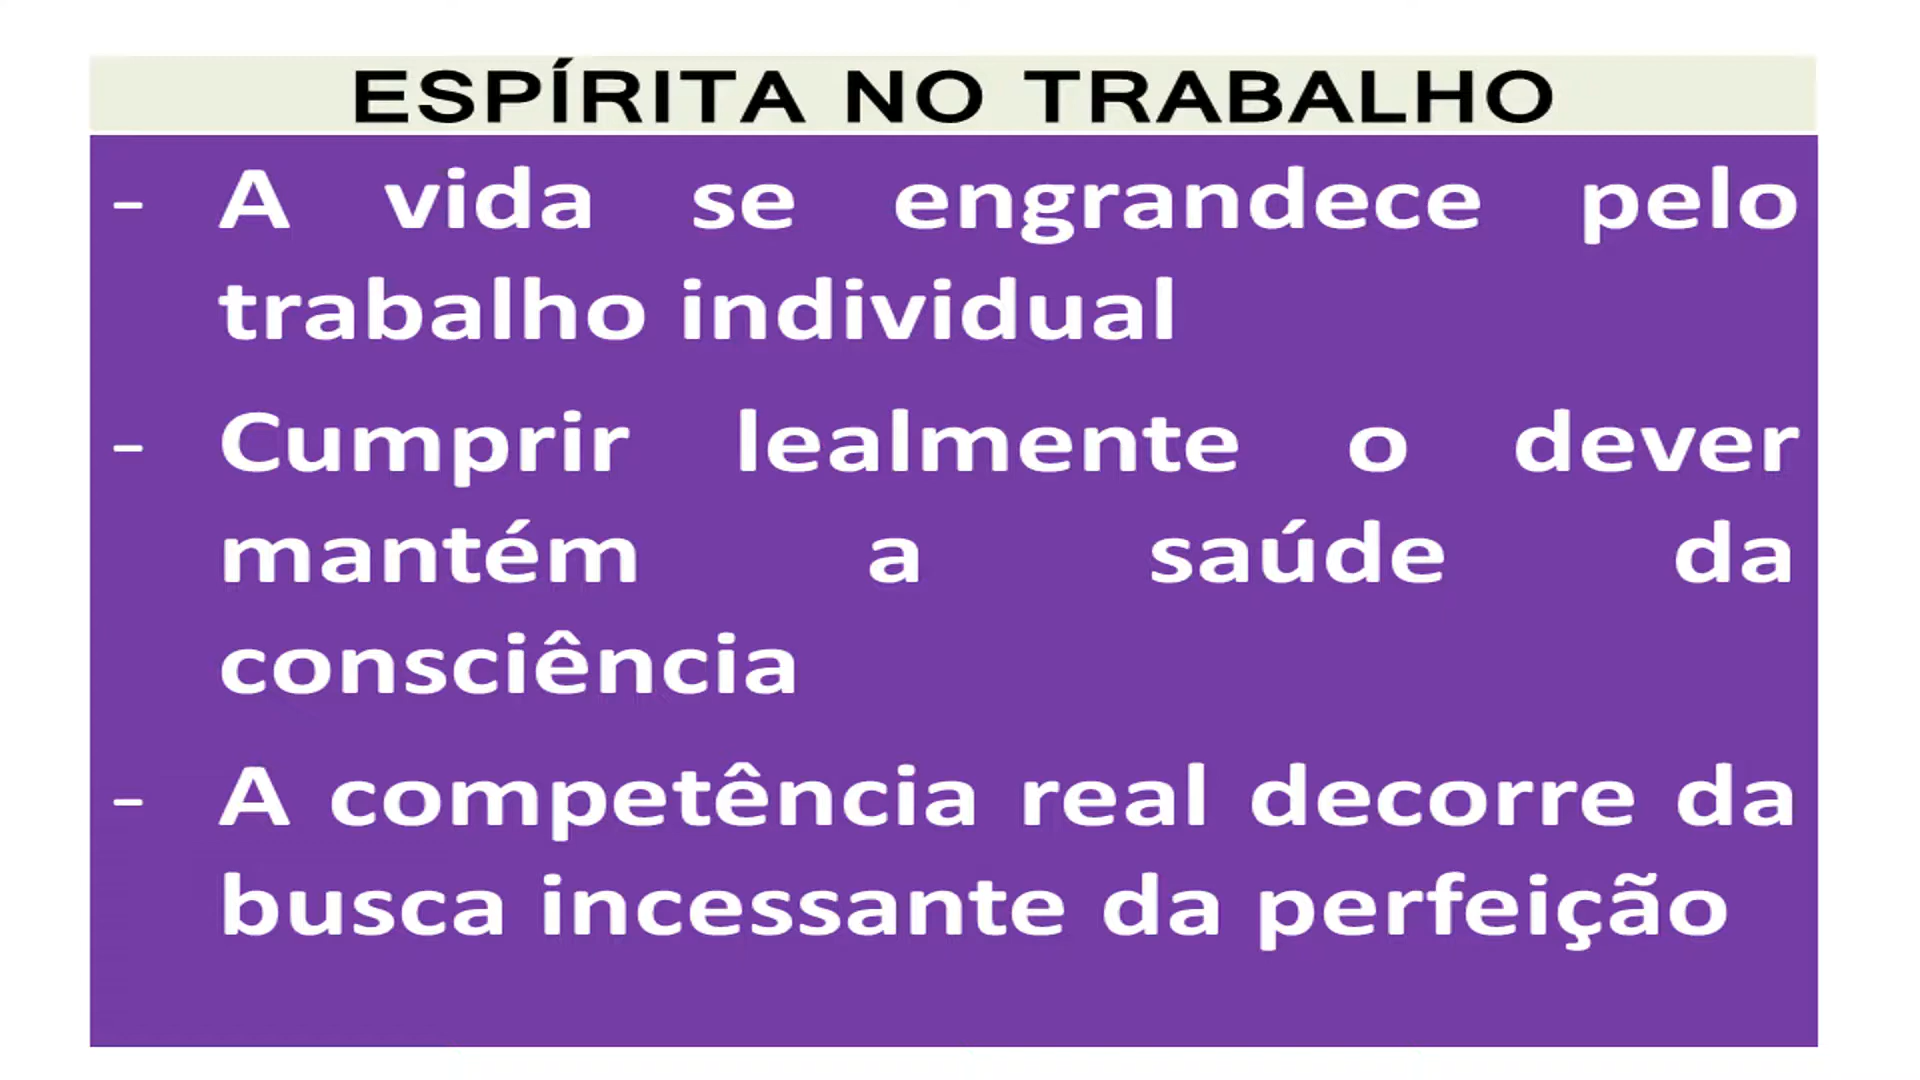 ESPÍRITA NO TRABALHO
- A vida se engrandece pelo
trabalho individual
- Cumprir lealmente o dever
mantém a saúde da
consciência
- A competência real decorre da
busca incessante da perfeição